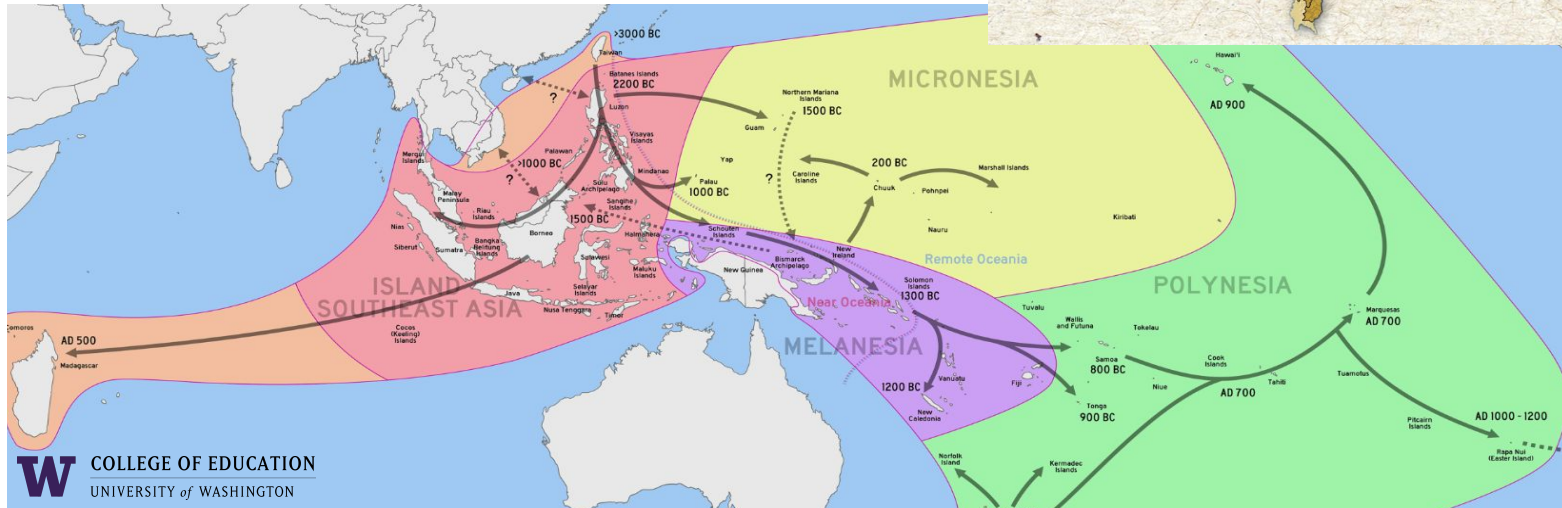 >3000 BC
Taiwan
Batanes Islands
2200 BC
?
Luzon
MICRONESIA
Hawai'i
AD 900
Northern Mariana
Islands
1500 BC
Guam
Visayas
Islands
Mergui
Islands
>1000 BC
Palawan
?
Yap
200 BC
Mindanao
Palau
1000 BC
?
Caroline
Islands
Chuuk
Marshall Islands
Pohnpei
Malay
Peninsula
Sulu
Archipelago
Sangihe
Islands
Riau
Islands
1500 BC
Kiribati
Nias
Borneo
Halmahera
Schouten
Islands
Nauru
Siberut
Sumatra
Bangka
Belitung
Islands
Sulawesi
Maluku
Islands
New Guinea
Bismarck
Archipelago
New
Ireland
Remote Oceania
ISLAND
SOUTHEAST ASIA
Selayar
Islands
Java
Nusa Tenggara
Timor
Near Oceania
Solomon
Islands
1300 BC
POLYNESIA
Tuvalu
Wallis
and Futuna
Tokelau
Marquesas
AD 700
Comoros
AD 500
Madagascar
Cocos
(Keeling)
Islands
MELANESIA
Samoa
800 BC
Cook
Islands
Tahiti
AD 700
Tuamotus
Niue
Vanuatu
Fiji
1200 BC
New
Caledonia
Tonga
900 BC
Pitcairn
Islands
AD 1000 - 1200
Rapa Nui
(Easter Island)
Norfolk
Island
Kermadec
Islands
W
COLLEGE OF EDUCATION
UNIVERSITY of WASHINGTON